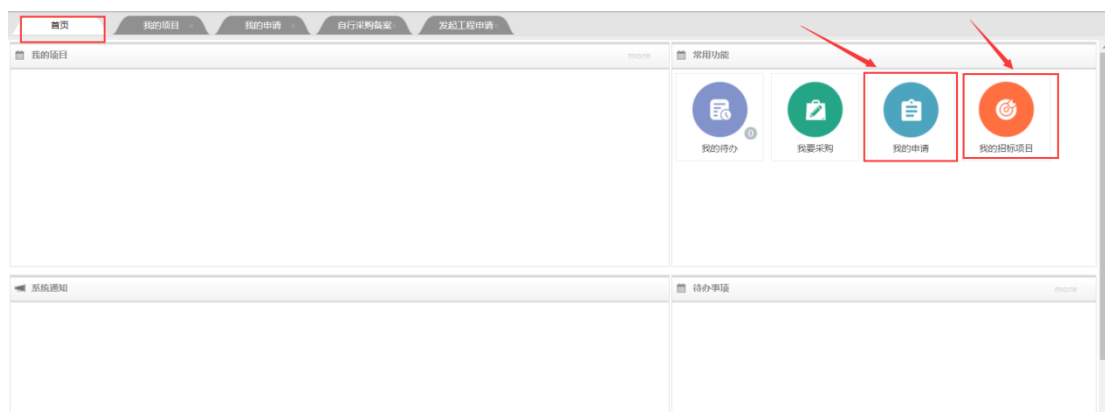 首页 我的项目 我的申请 自行采购备案 发起工程申请
我的项目 more
常用功能
0
我的待办 我要采购 我的申请 我的招标项目
系统通知
待办事项 more